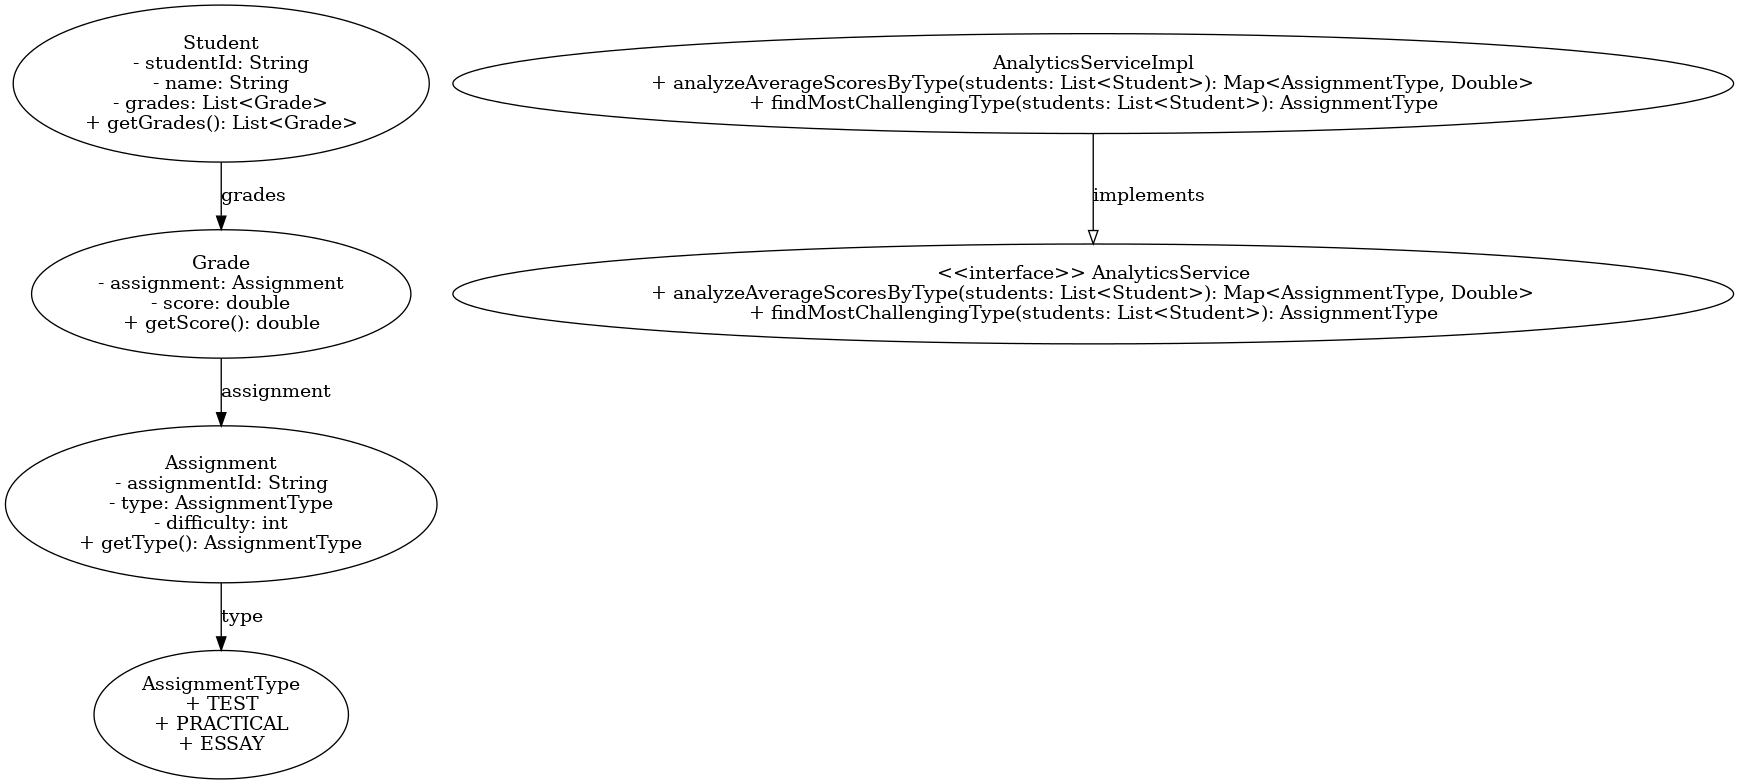 Student
- studentId: String
- name: String
- grades: List<Grade>
+ getGrades(): List<Grade>
grades
Grade
- assignment: Assignment
- score: double
+ getScore(): double
assignment
Assignment
- assignmentId: String
- type: AssignmentType
- difficulty: int
+ getType(): AssignmentType
type
AssignmentType
+ TEST
+ PRACTICAL
+ ESSAY
AnalyticsServiceImpl
+ analyzeAverageScoresByType(students: List<Student>): Map<AssignmentType, Double>
+ findMostChallengingType(students: List<Student>): AssignmentType
implements
<<interface>> AnalyticsService
+ analyzeAverageScoresByType(students: List<Student>): Map<AssignmentType, Double>
+ findMostChallengingType(students: List<Student>): AssignmentType